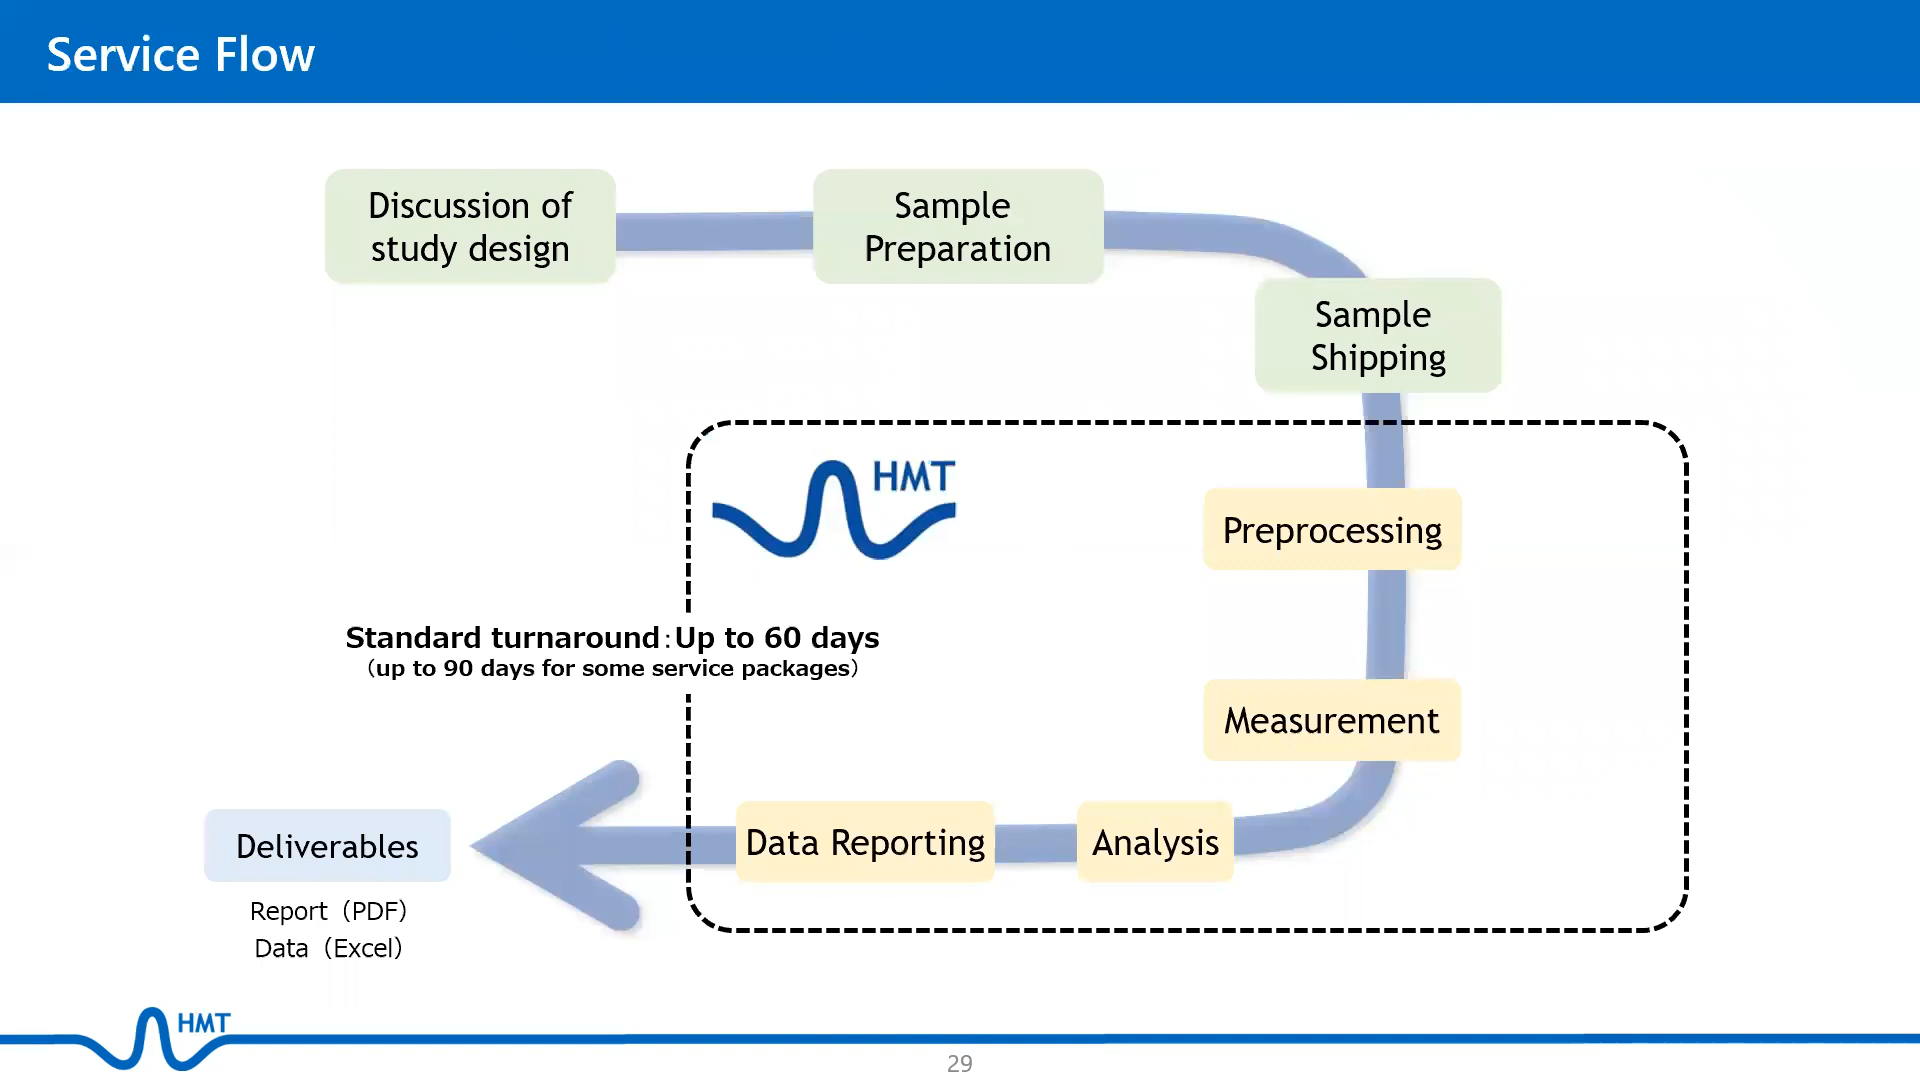 Service Flow
Discussion of
study design
Sample
Preparation
Sample
Shipping
HMT
Preprocessing
Standard turnaround:Up to 60 days
(up to 90 days for some service packages)
Measurement
Deliverables
Data Reporting
Analysis
Report（PDF）
Data（Excel）
HMT
29